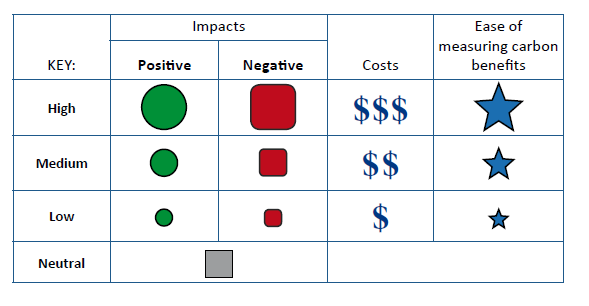 Impacts
Ease of
measuring carbon
benefits
KEY:
Positive
Negative
Costs
High
$$$
Medium
$$
Low
$
Neutral